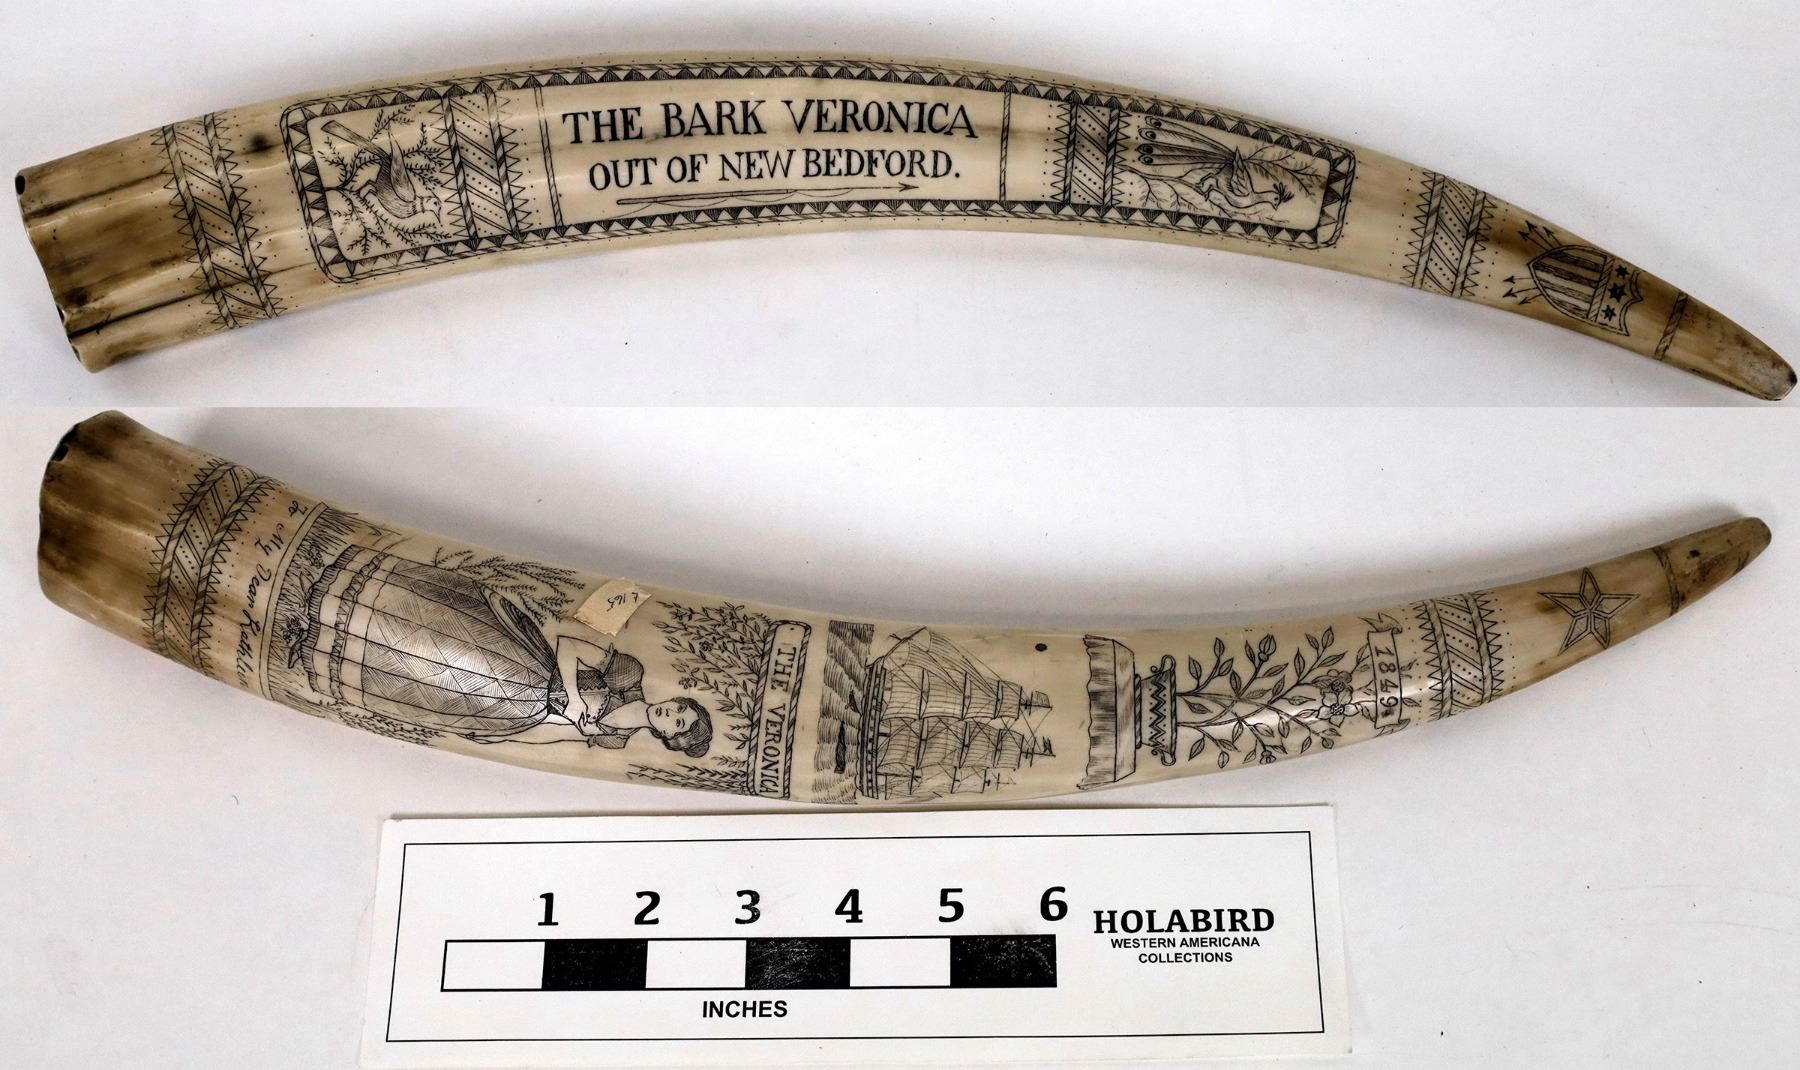 THE BARK VERONICA
OUT OF NEW BEDFORD.
To My Dear Kathleen
THE VERONICA
1849
1 2 3 4 5 6
HOLABIRD
WESTERN AMERICANA
COLLECTIONS
INCHES